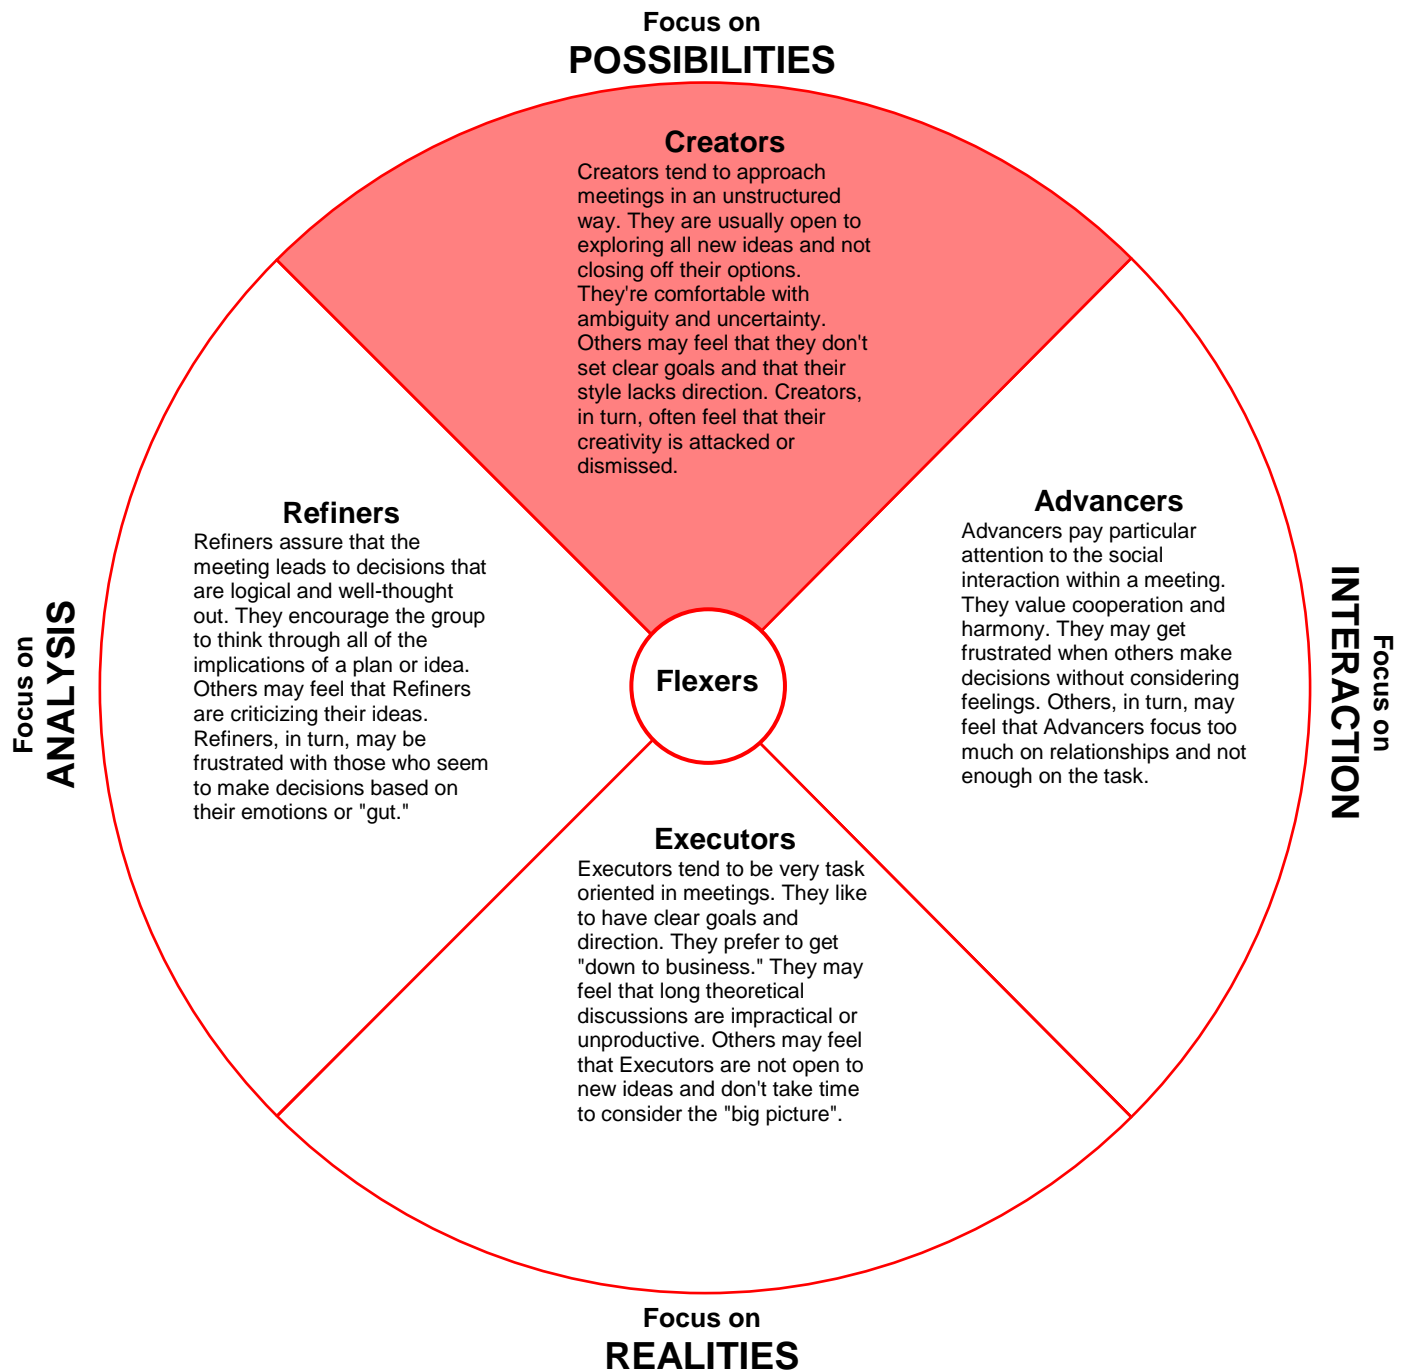 Focus on
POSSIBILITIES
Creators
Creators tend to approach
meetings in an unstructured
way. They are usually open to
exploring all new ideas and not
closing off their options.
They're comfortable with
ambiguity and uncertainty.
Others may feel that they don't
set clear goals and that their
style lacks direction. Creators,
in turn, often feel that their
creativity is attacked or
dismissed.
Focus on
ANALYSIS
Refiners
Refiners assure that the
meeting leads to decisions that
are logical and well-thought
out. They encourage the group
to think through all of the
implications of a plan or idea.
Others may feel that Refiners
are criticizing their ideas.
Refiners, in turn, may be
frustrated with those who seem
to make decisions based on
their emotions or "gut."
Flexers
Advancers
Advancers pay particular
attention to the social
interaction within a meeting.
They value cooperation and
harmony. They may get
frustrated when others make
decisions without considering
feelings. Others, in turn, may
feel that Advancers focus too
much on relationships and not
enough on the task.
Focus on
INTERACTION
Executors
Executors tend to be very task
oriented in meetings. They like
to have clear goals and
direction. They prefer to get
"down to business." They may
feel that long theoretical
discussions are impractical or
unproductive. Others may feel
that Executors are not open to
new ideas and don't take time
to consider the "big picture".
Focus on
REALITIES